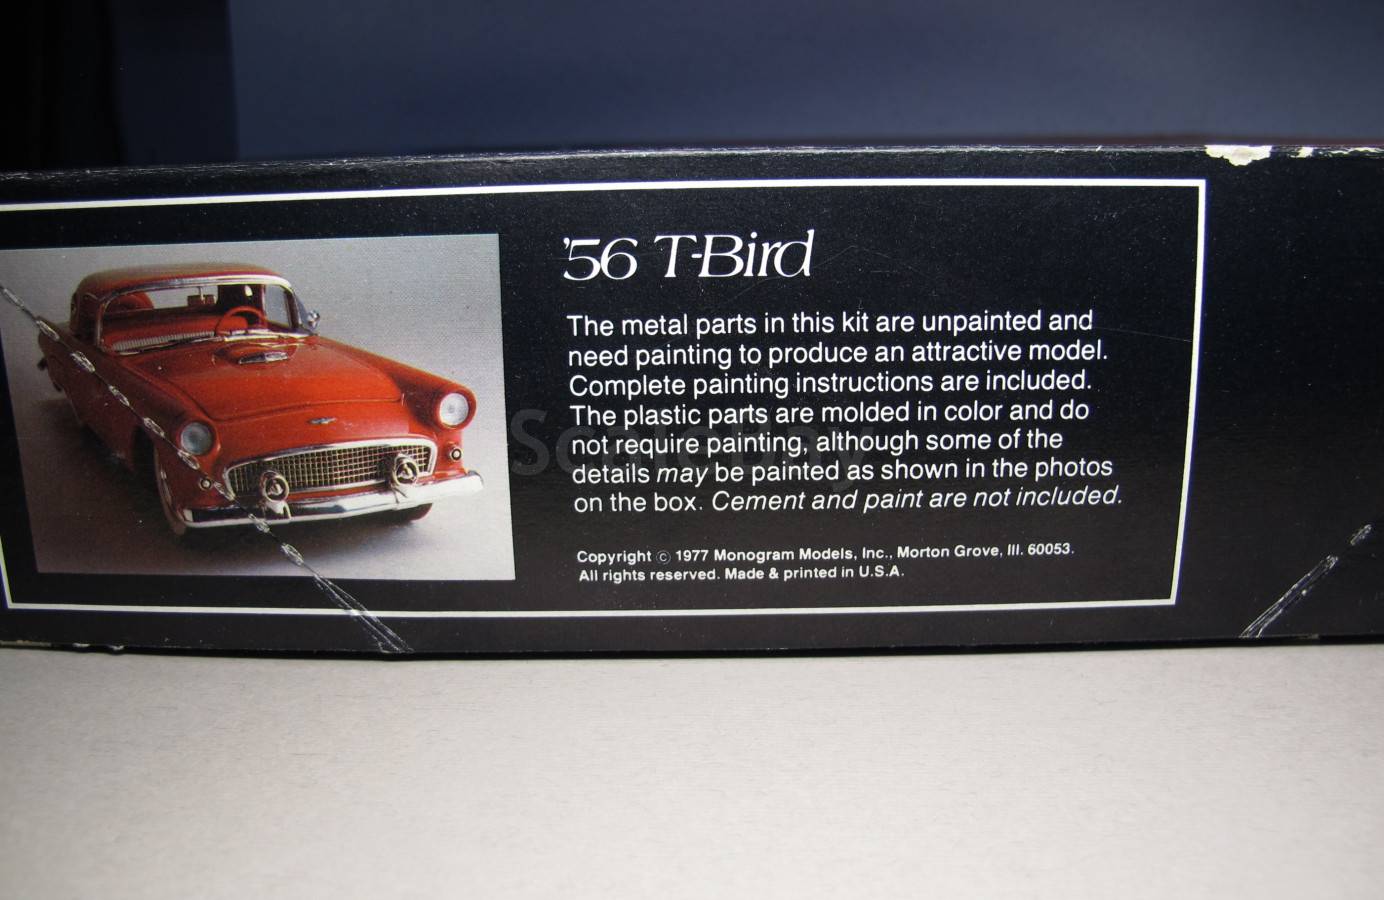 '56 T-Bird
The metal parts in this kit are unpainted and
need painting to produce an attractive model.
Complete painting instructions are included.
The plastic parts are molded in color and do
not require painting, although some of the
details may be painted as shown in the photos
on the box. Cement and paint are not included.
Copyright © 1977 Monogram Models, Inc., Morton Grove, Ill. 60053.
All rights reserved. Made & printed in U.S.A.